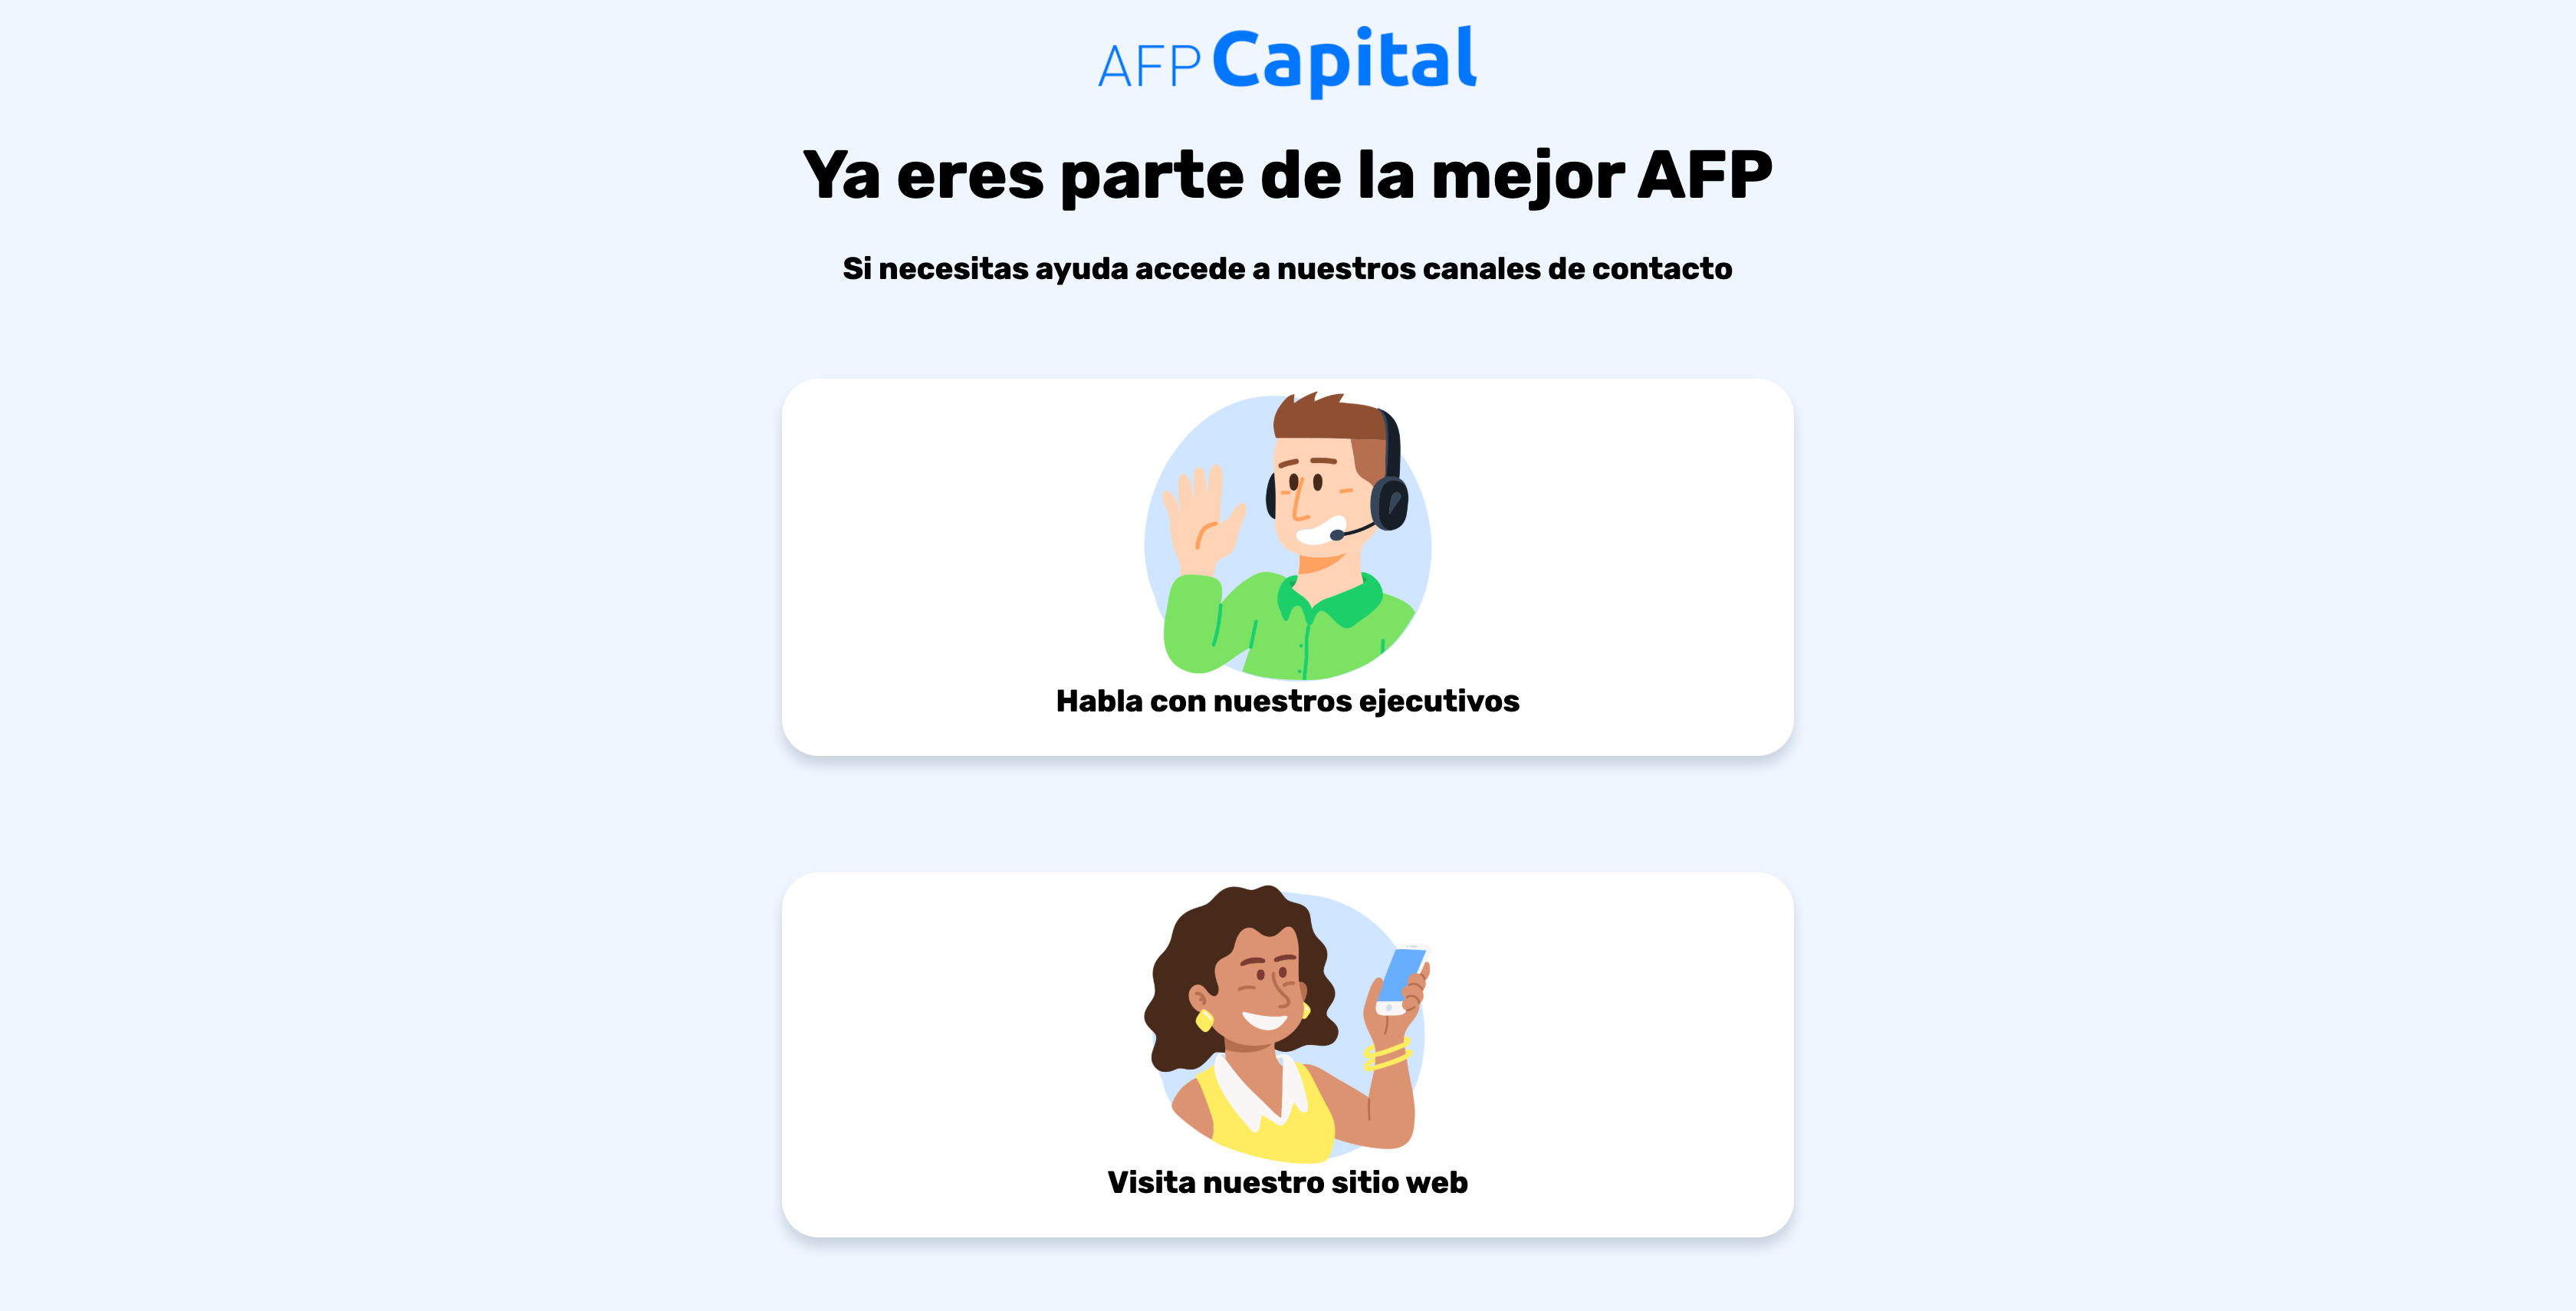 AFP Capital
Ya eres parte de la mejor AFP
Si necesitas ayuda accede a nuestros canales de contacto
Habla con nuestros ejecutivos
Visita nuestro sitio web